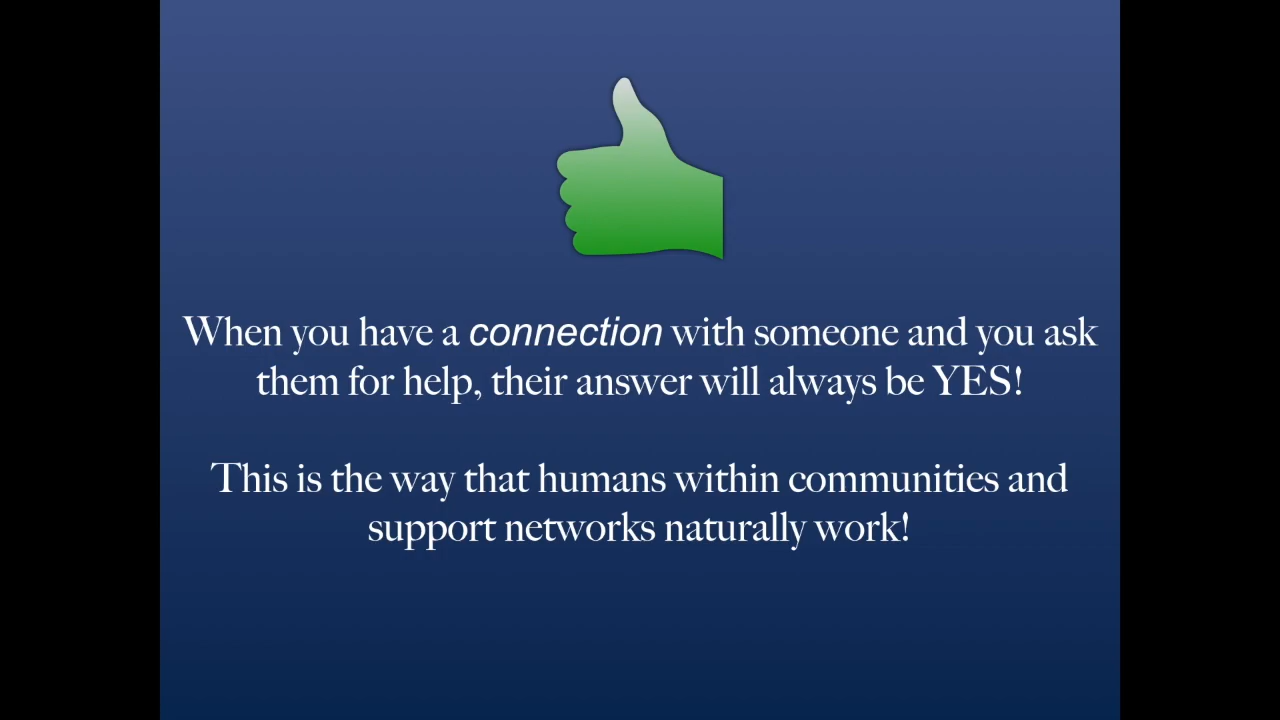 When you have a connection with someone and you ask
them for help, their answer will always be YES!
This is the way that humans within communities and
support networks naturally work!